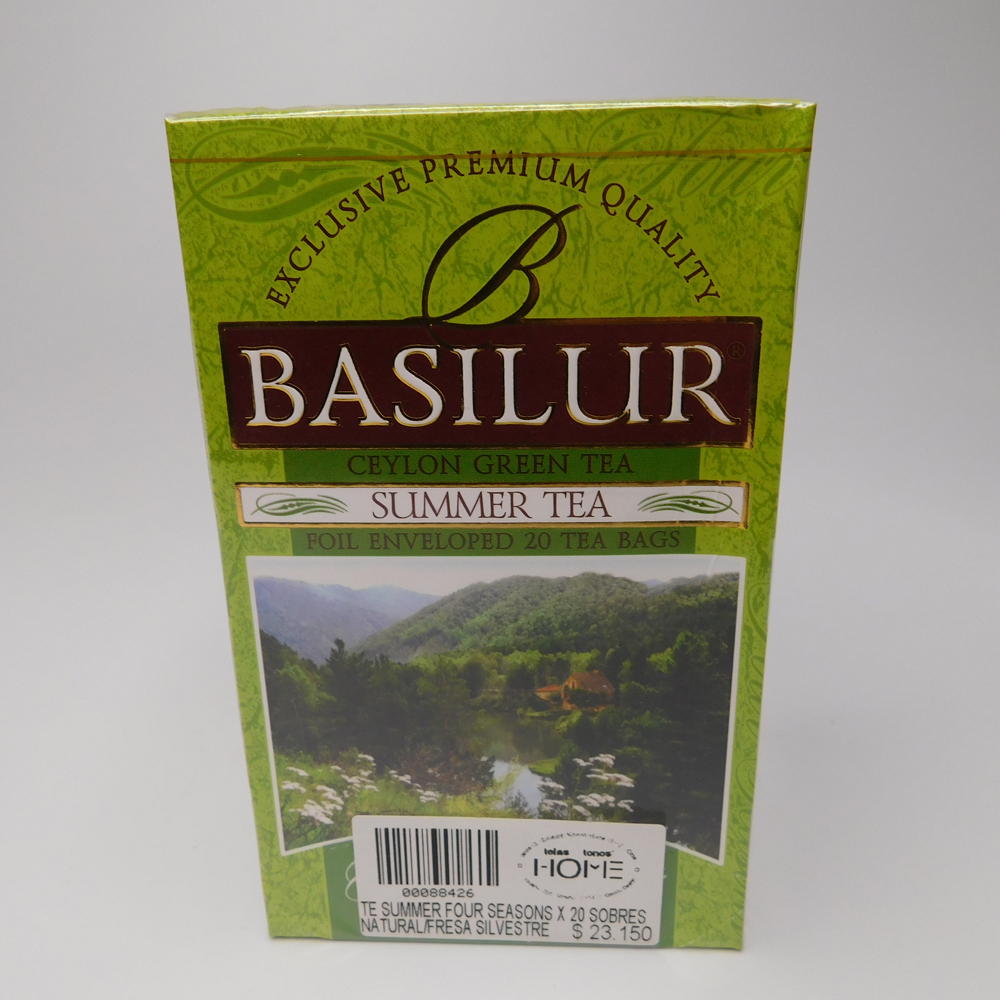 EXCLUSIVE PREMIUM QUALITY
B
BASILUR®
CEYLON GREEN TEA
SUMMER TEA
FOIL ENVELOPED 20 TEA BAGS
telas tonos
HOME
00088426
TE SUMMER FOUR SEASONS X 20 SOBRES
NATURAL/FRESA SILVESTRE $ 23.150